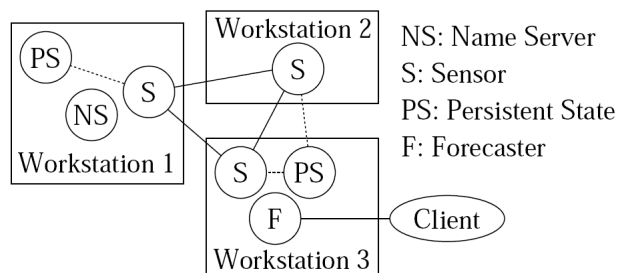 PS
S
NS
Workstation 1
Workstation 2
S
S
PS
F
Workstation 3
Client
NS: Name Server
S: Sensor
PS: Persistent State
F: Forecaster